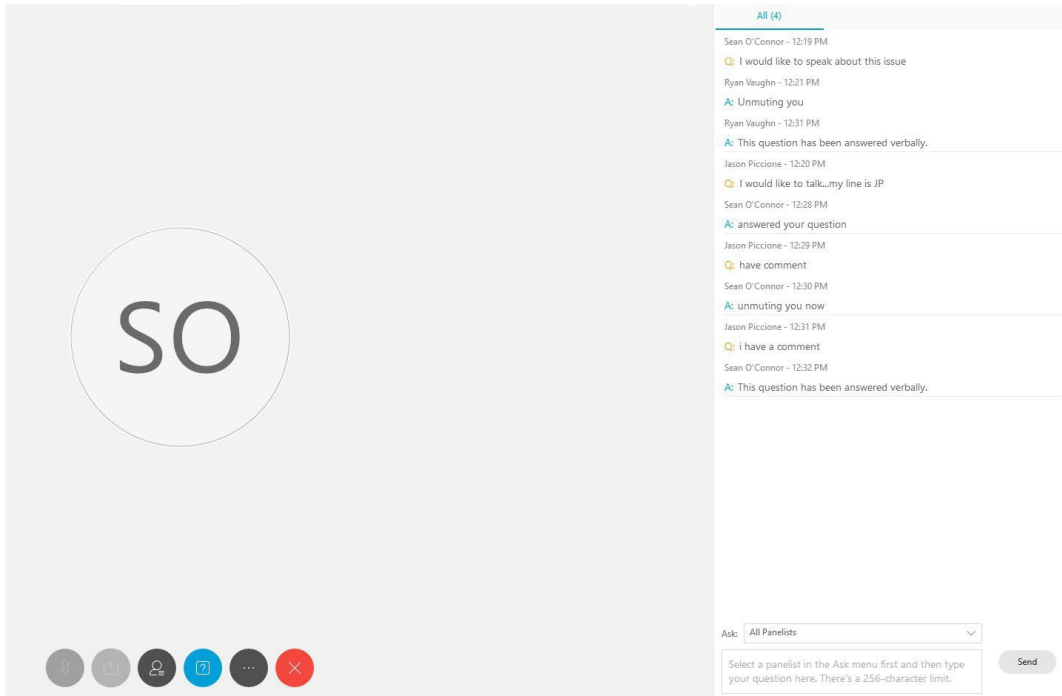 SO
All (4)
Sean O'Connor - 12:19 PM
Q: I would like to speak about this issue
Ryan Vaughn - 12:21 PM
A: Unmuting you
Ryan Vaughn - 12:31 PM
A: This question has been answered verbally.
Jason Piccione - 12:20 PM
Q: I would like to talk...my line is JP
Sean O'Connor - 12:28 PM
A: answered your question
Jason Piccione - 12:29 PM
Q: have comment
Sean O'Connor - 12:30 PM
A: unmuting you now
Jason Piccione - 12:31 PM
Q: i have a comment
Sean O'Connor - 12:32 PM
A: This question has been answered verbally.
Ask: All Panelists
Select a panelist in the Ask menu first and then type
your question here. There's a 256-character limit.
Send